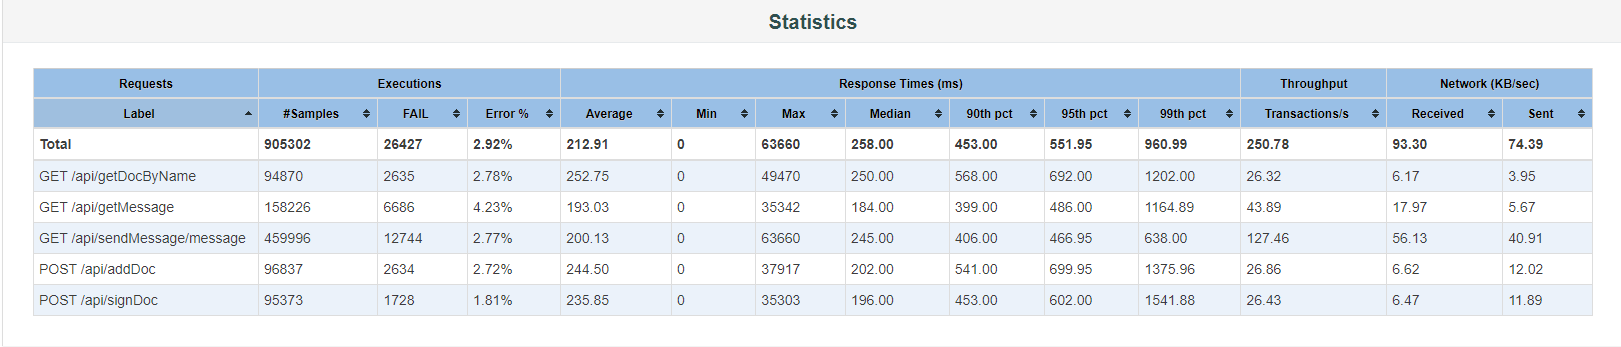 Statistics
Requests Executions Response Times (ms) Throughput Network (KB/sec)
Label #Samples FAIL Error % Average Min Max Median 90th pct 95th pct 99th pct Transactions/s Received Sent
Total 905302 26427 2.92% 212.91 0 63660 258.00 453.00 551.95 960.99 250.78 93.30 74.39
GET /api/getDocByName 94870 2635 2.78% 252.75 0 49470 250.00 568.00 692.00 1202.00 26.32 6.17 3.95
GET /api/getMessage 158226 6686 4.23% 193.03 0 35342 184.00 399.00 486.00 1164.89 43.89 17.97 5.67
GET /api/sendMessage/message 459996 12744 2.77% 200.13 0 63660 245.00 406.00 466.95 638.00 127.46 56.13 40.91
POST /api/addDoc 96837 2634 2.72% 244.50 0 37917 202.00 541.00 699.95 1375.96 26.86 6.62 12.02
POST /api/signDoc 95373 1728 1.81% 235.85 0 35303 196.00 453.00 602.00 1541.88 26.43 6.47 11.89